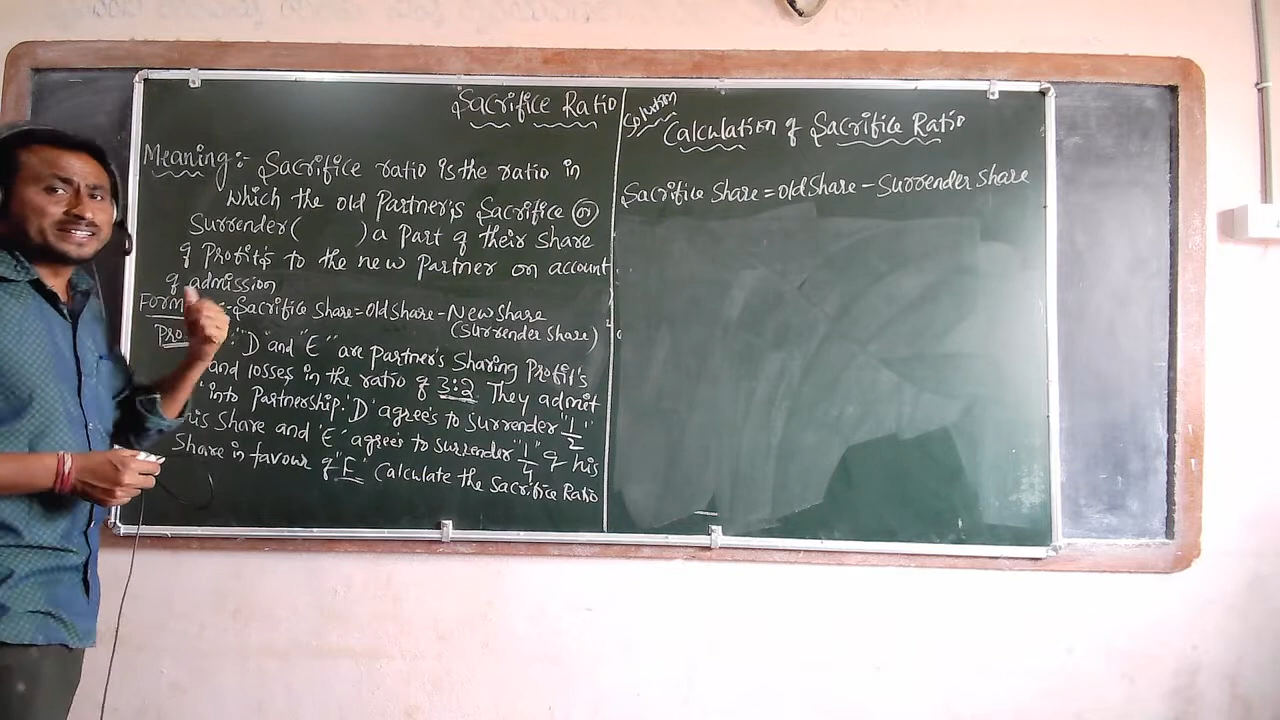 Sacrifice Ratio
Meaning:- Sacrifice ratio is the ratio in
which the old Partner's Sacrifice or
Surrender( ) a Part of their Share
of Profit's to the new Partner on account
of admission
Form :-Sacrifice Share=Old Share-New Share
(Surrender Share)
Pro : "D" and "E" are Partner's Sharing Profit's
and losses in the ratio of 3:2 They admit
into Partnership. 'D' agree's to Surrender "1/2"
his Share and 'E' agree's to Surrender "1/4" of his
Share in favour of "F" Calculate the Sacrifice Ratio
Solution
Calculation of Sacrifice Ratio
Sacrifice Share = Old Share - Surrender Share